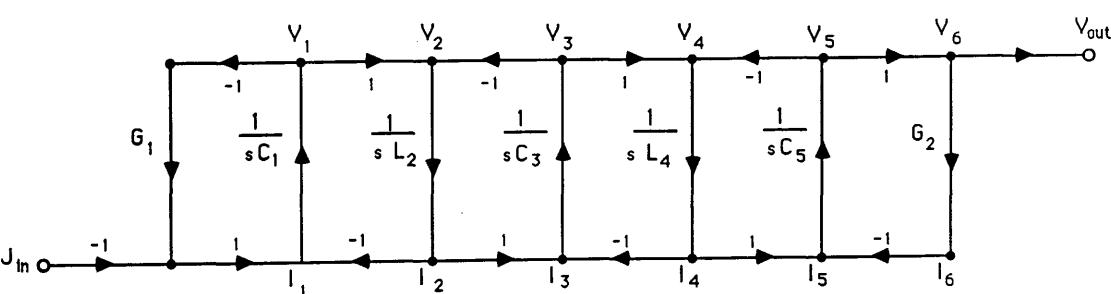 V1 V2 V3 V4 V5 V6 Vout
-1 1 -1 1 -1 1
G1 1/sC1 1/sL2 1/sC3 1/sL4 1/sC5 G2
-1 1 -1 1 -1 1 -1
Jin I1 I2 I3 I4 I5 I6